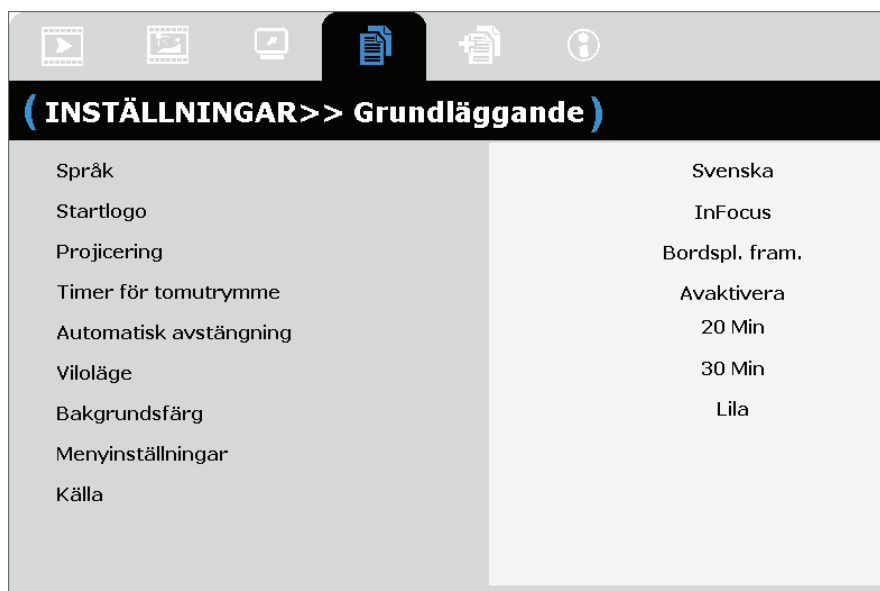 INSTÄLLNINGAR>> Grundläggande
Språk Svenska
Startlogo InFocus
Projicering Bordspl. fram.
Timer för tomutrymme Avaktivera
Automatisk avstängning 20 Min
Viloläge 30 Min
Bakgrundsfärg Lila
Menyinställningar
Källa